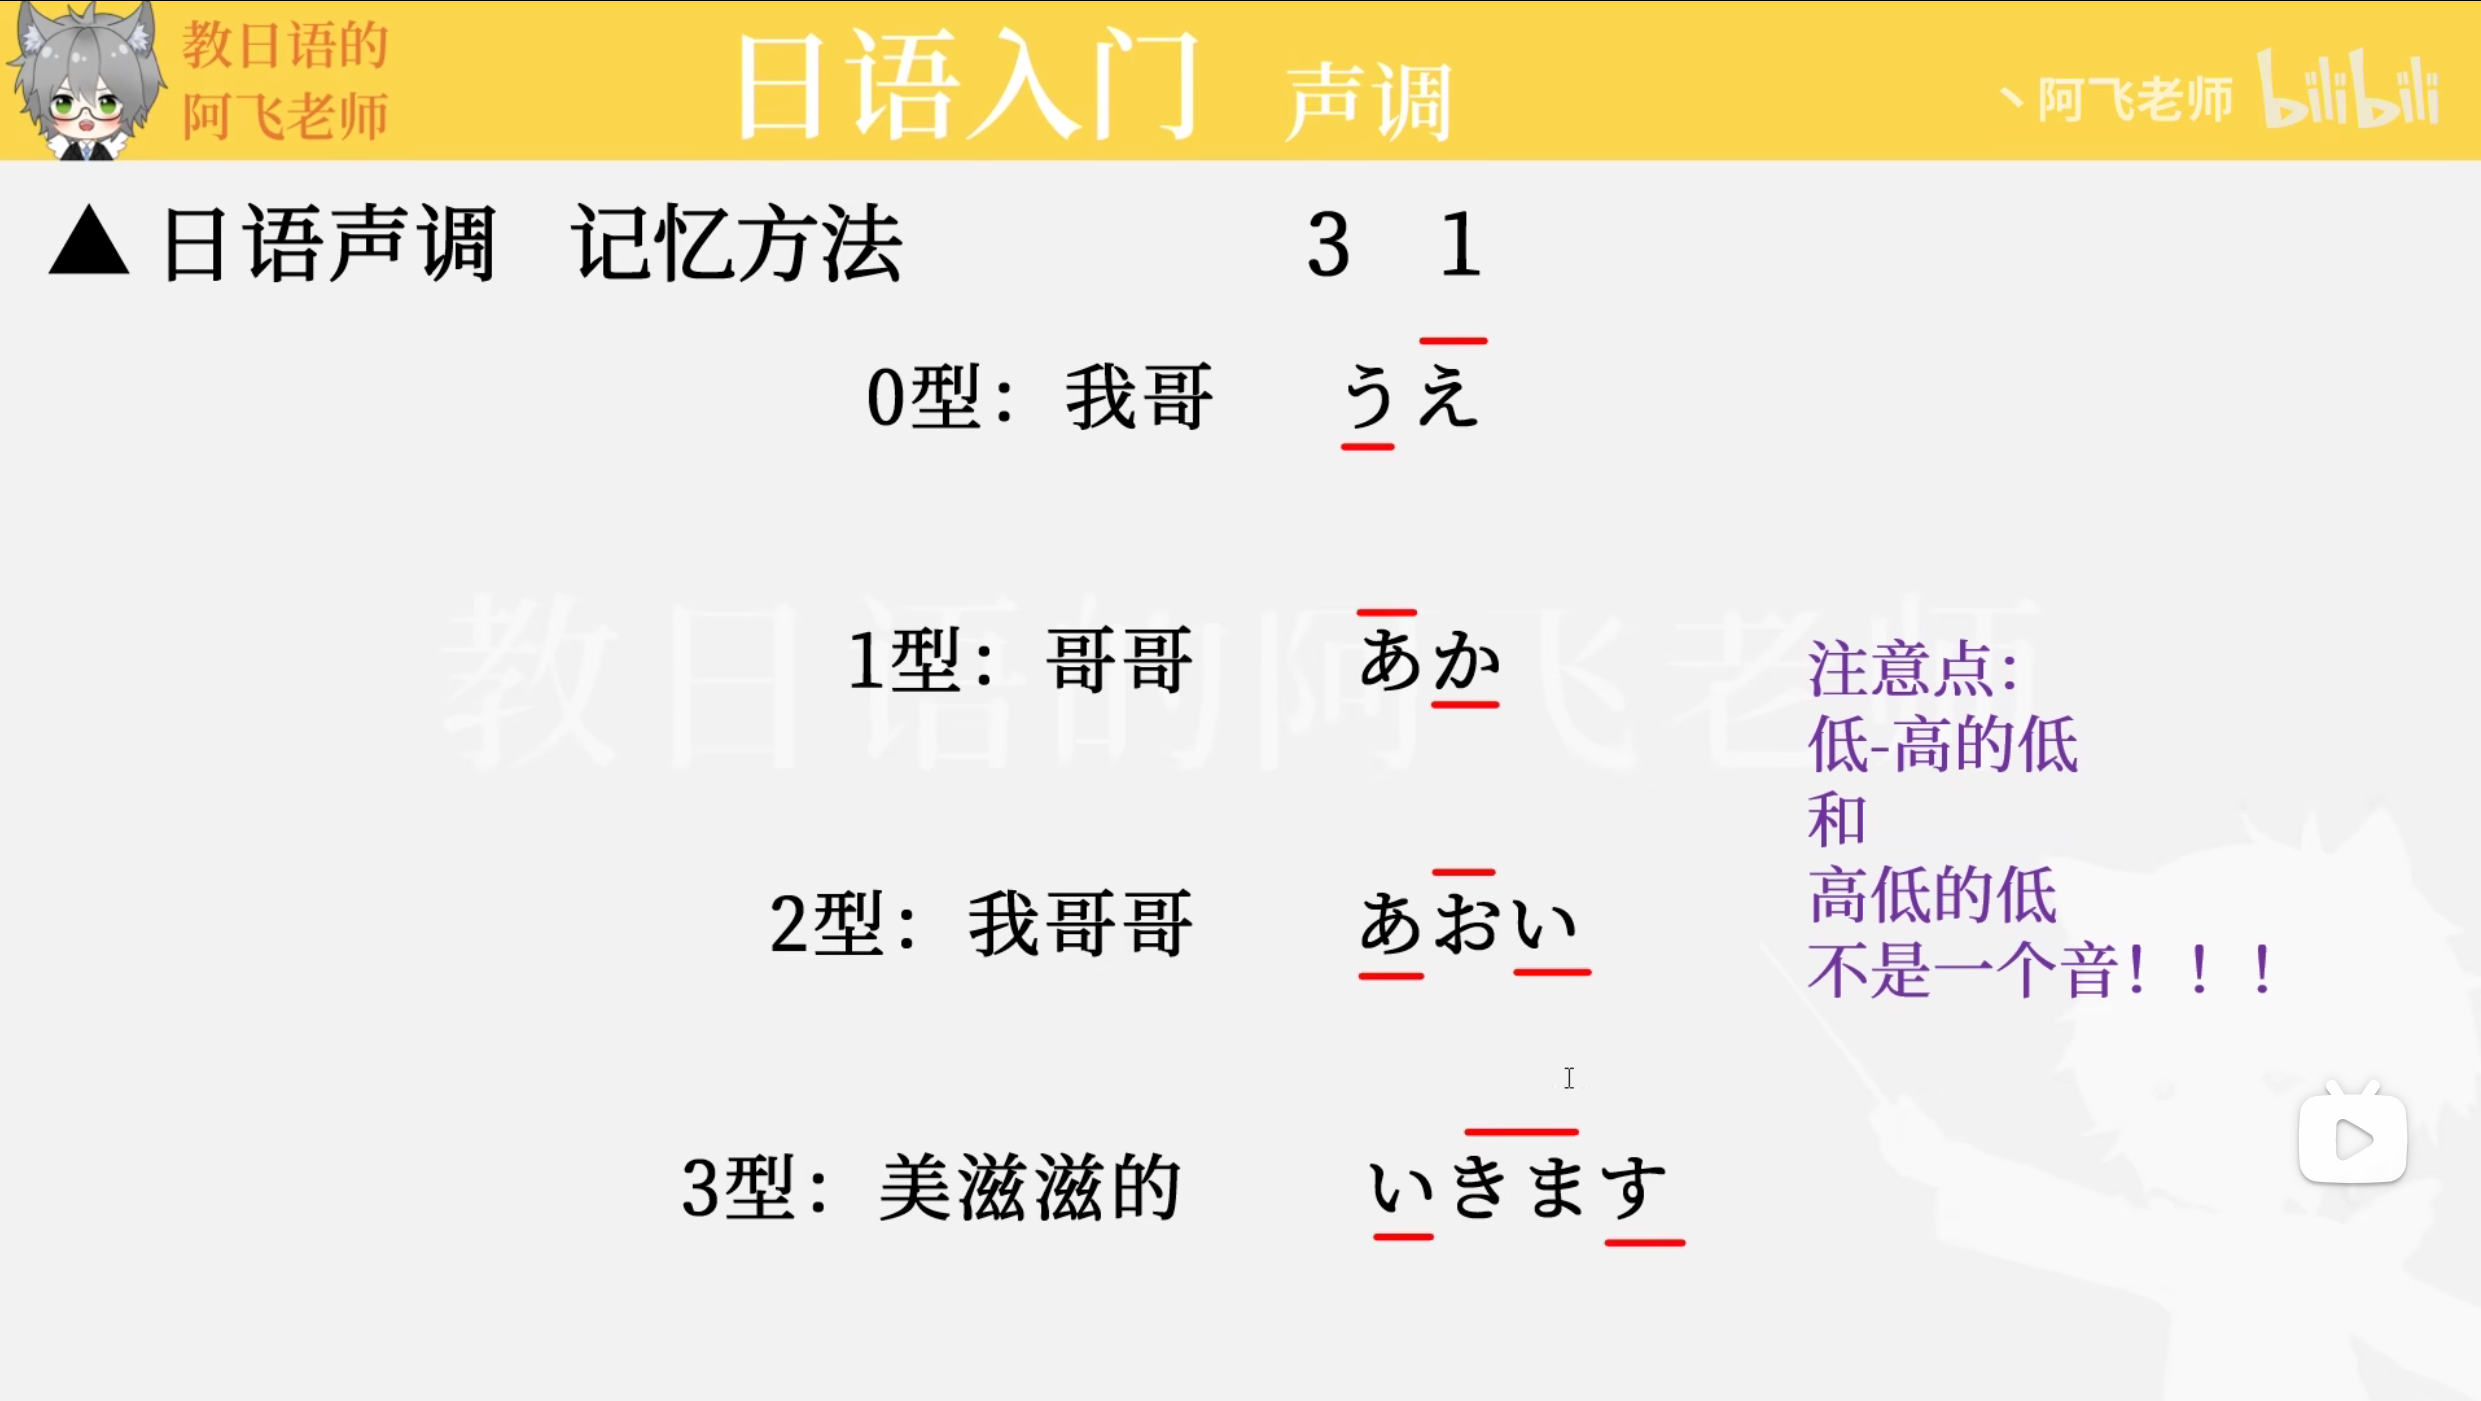 教日语的
阿飞老师
日语入门 声调
丶阿飞老师 bilibili
▲日语声调 记忆方法 3 1
0型：我哥 うえ
1型：哥哥 あか
2型：我哥哥 あおい
3型：美滋滋的 いきます
注意点：
低-高的低
和
高低的低
不是一个音！！！
教日语的阿飞老师